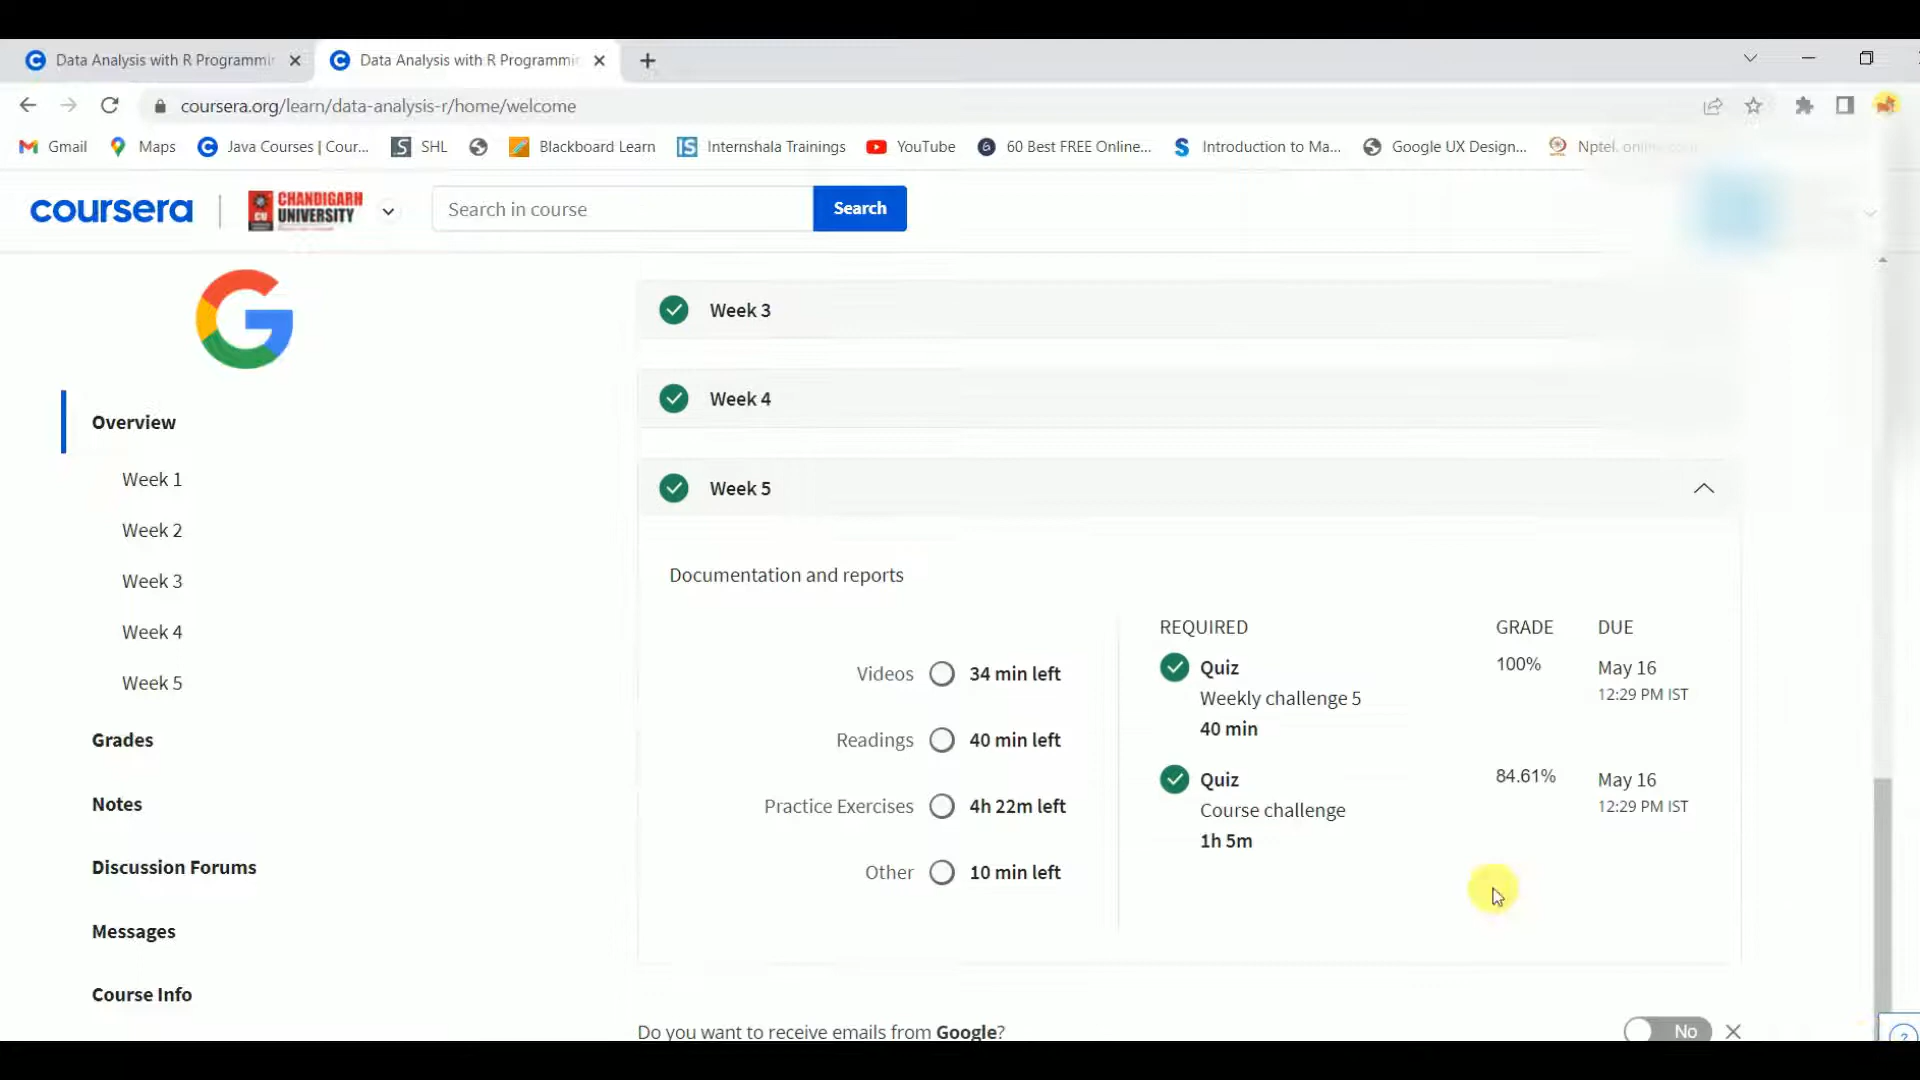 Data Analysis with R Programmi
Data Analysis with R Programmi
coursera.org/learn/data-analysis-r/home/welcome
Gmail
Maps
Java Courses | Cour...
SHL
Blackboard Learn
Internshala Trainings
YouTube
60 Best FREE Online...
Introduction to Ma...
Google UX Design...
Nptel, online
coursera
CU
CHANDIGARH
UNIVERSITY
Search in course
Search
Overview
Week 1
Week 2
Week 3
Week 4
Week 5
Grades
Notes
Discussion Forums
Messages
Course Info
Week 3
Week 4
Week 5
Documentation and reports
Videos 34 min left
Readings 40 min left
Practice Exercises 4h 22m left
Other 10 min left
REQUIRED GRADE DUE
Quiz 100% May 16
Weekly challenge 5 12:29 PM IST
40 min
Quiz 84.61% May 16
Course challenge 12:29 PM IST
1h 5m
Do you want to receive emails from Google?
No